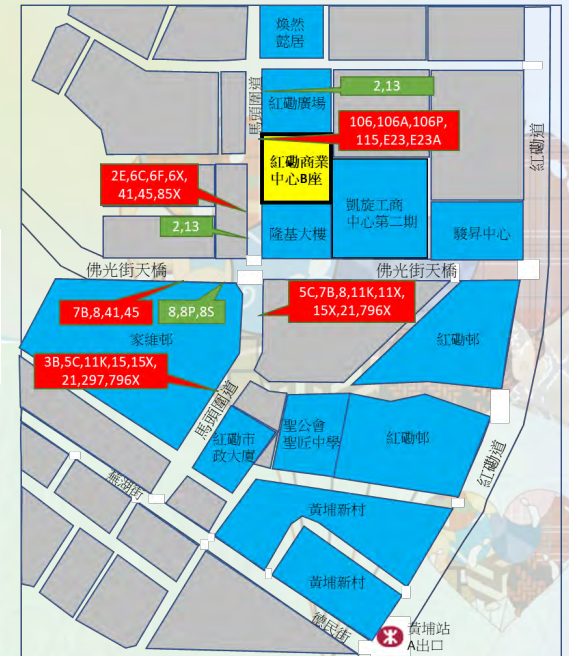 煥然
懿居
馬頭圍道
2,13
紅磡廣場
106,106A,106P,
115,E23,E23A
紅磡道
紅磡商業
中心B座
2E,6C,6F,6X,
41,45,85X
凱旋工商
中心第二期
2,13
隆基大樓
駿昇中心
佛光街天橋
佛光街天橋
7B,8,41,45
8,8P,8S
5C,7B,8,11K,11X,
15X,21,796X
家維邨
紅磡邨
3B,5C,11K,15,15X,
21,297,796X
馬頭圍道
紅磡市
政大廈
聖公會
聖匠中學
紅磡邨
紅磡道
蕪湖街
黃埔新村
黃埔新村
德民街
黃埔站
A出口